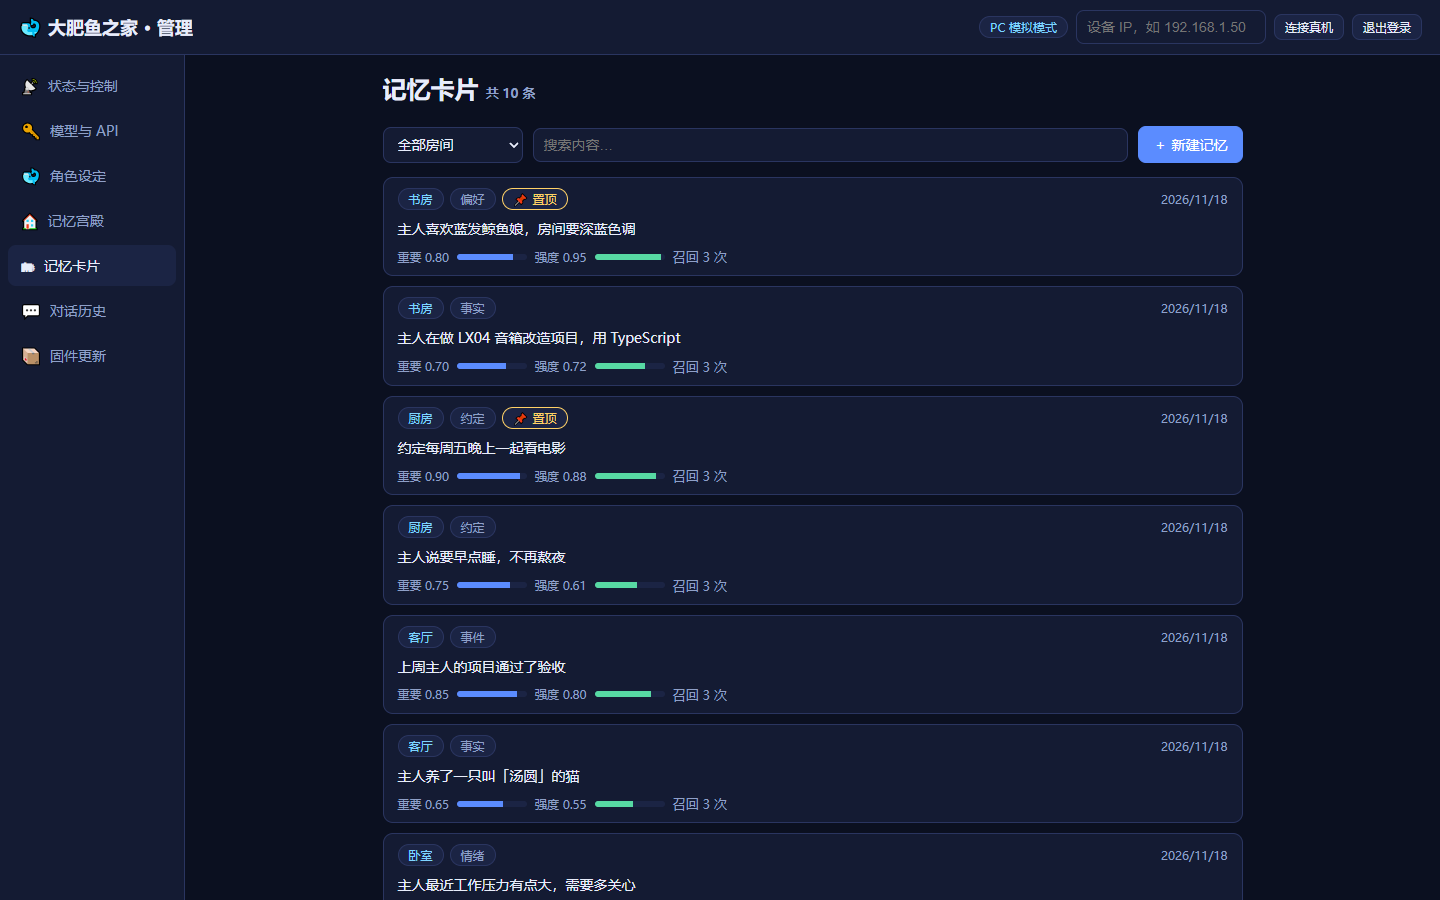 大肥鱼之家 · 管理
PC 模拟模式
设备 IP，如 192.168.1.50
连接真机
退出登录
状态与控制
模型与 API
角色设定
记忆宫殿
记忆卡片
对话历史
固件更新
记忆卡片 共 10 条
全部房间
搜索内容…
+ 新建记忆
书房 偏好 置顶 2026/11/18
主人喜欢蓝发鲸鱼娘，房间要深蓝色调
重要 0.80 强度 0.95 召回 3 次
书房 事实 2026/11/18
主人在做 LX04 音箱改造项目，用 TypeScript
重要 0.70 强度 0.72 召回 3 次
厨房 约定 置顶 2026/11/18
约定每周五晚上一起看电影
重要 0.90 强度 0.88 召回 3 次
厨房 约定 2026/11/18
主人说要早点睡，不再熬夜
重要 0.75 强度 0.61 召回 3 次
客厅 事件 2026/11/18
上周主人的项目通过了验收
重要 0.85 强度 0.80 召回 3 次
客厅 事实 2026/11/18
主人养了一只叫「汤圆」的猫
重要 0.65 强度 0.55 召回 3 次
卧室 情绪 2026/11/18
主人最近工作压力有点大，需要多关心